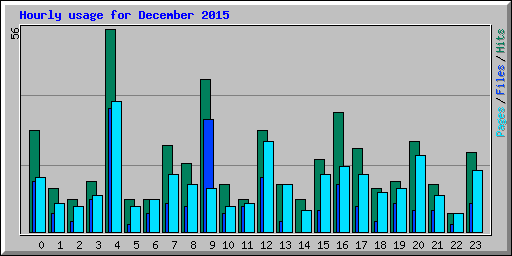 Hourly usage for December 2015
56
Pages / Files / Hits
0 1 2 3 4 5 6 7 8 9 10 11 12 13 14 15 16 17 18 19 20 21 22 23